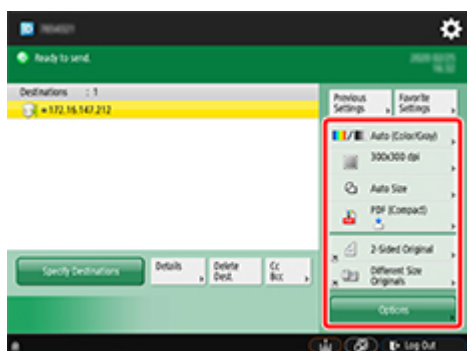 Ready to send.
Destinations : 1
172.16.147.212
Previous Settings
Favorite Settings
Auto (Color/Gray)
300x300 dpi
Auto Size
PDF (Compact)
2-Sided Original
Different Size Originals
Options
Specify Destinations
Details
Delete Dest.
Cc Bcc
Log Out